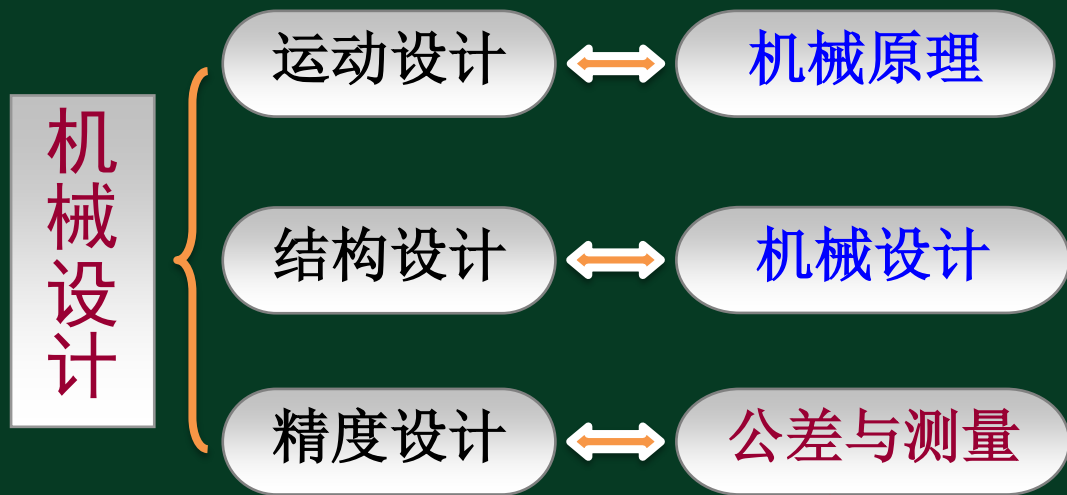 机械设计
运动设计
机械原理
结构设计
机械设计
精度设计
公差与测量